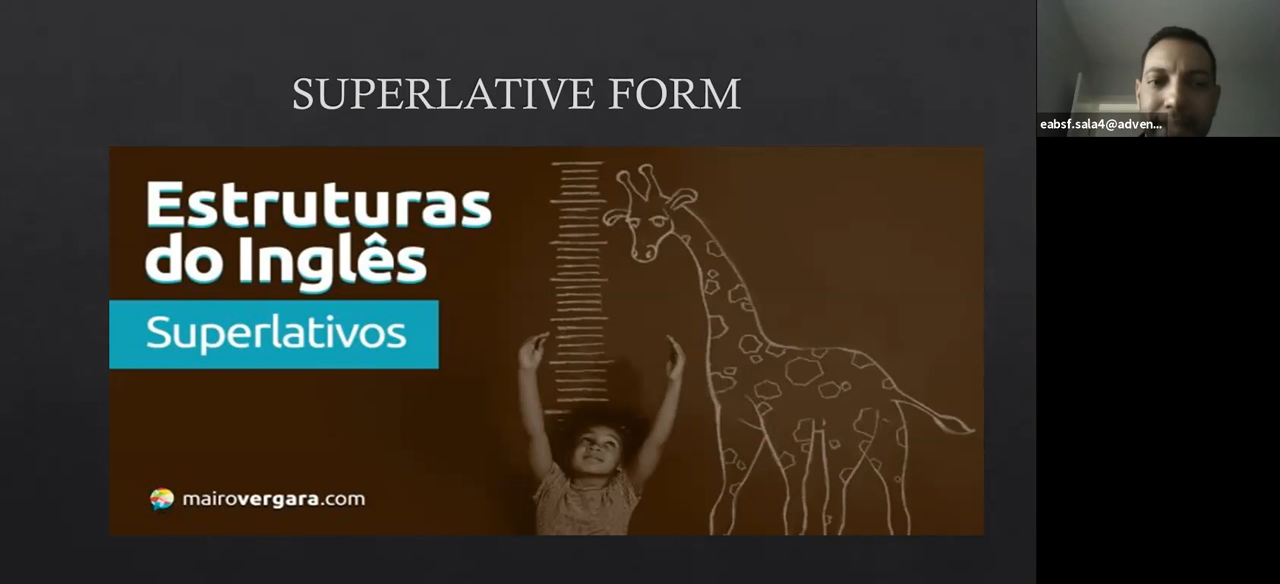 SUPERLATIVE FORM
Estruturas
do Inglês
Superlativos
mairovergara.com
eabsf.sala4@adven...